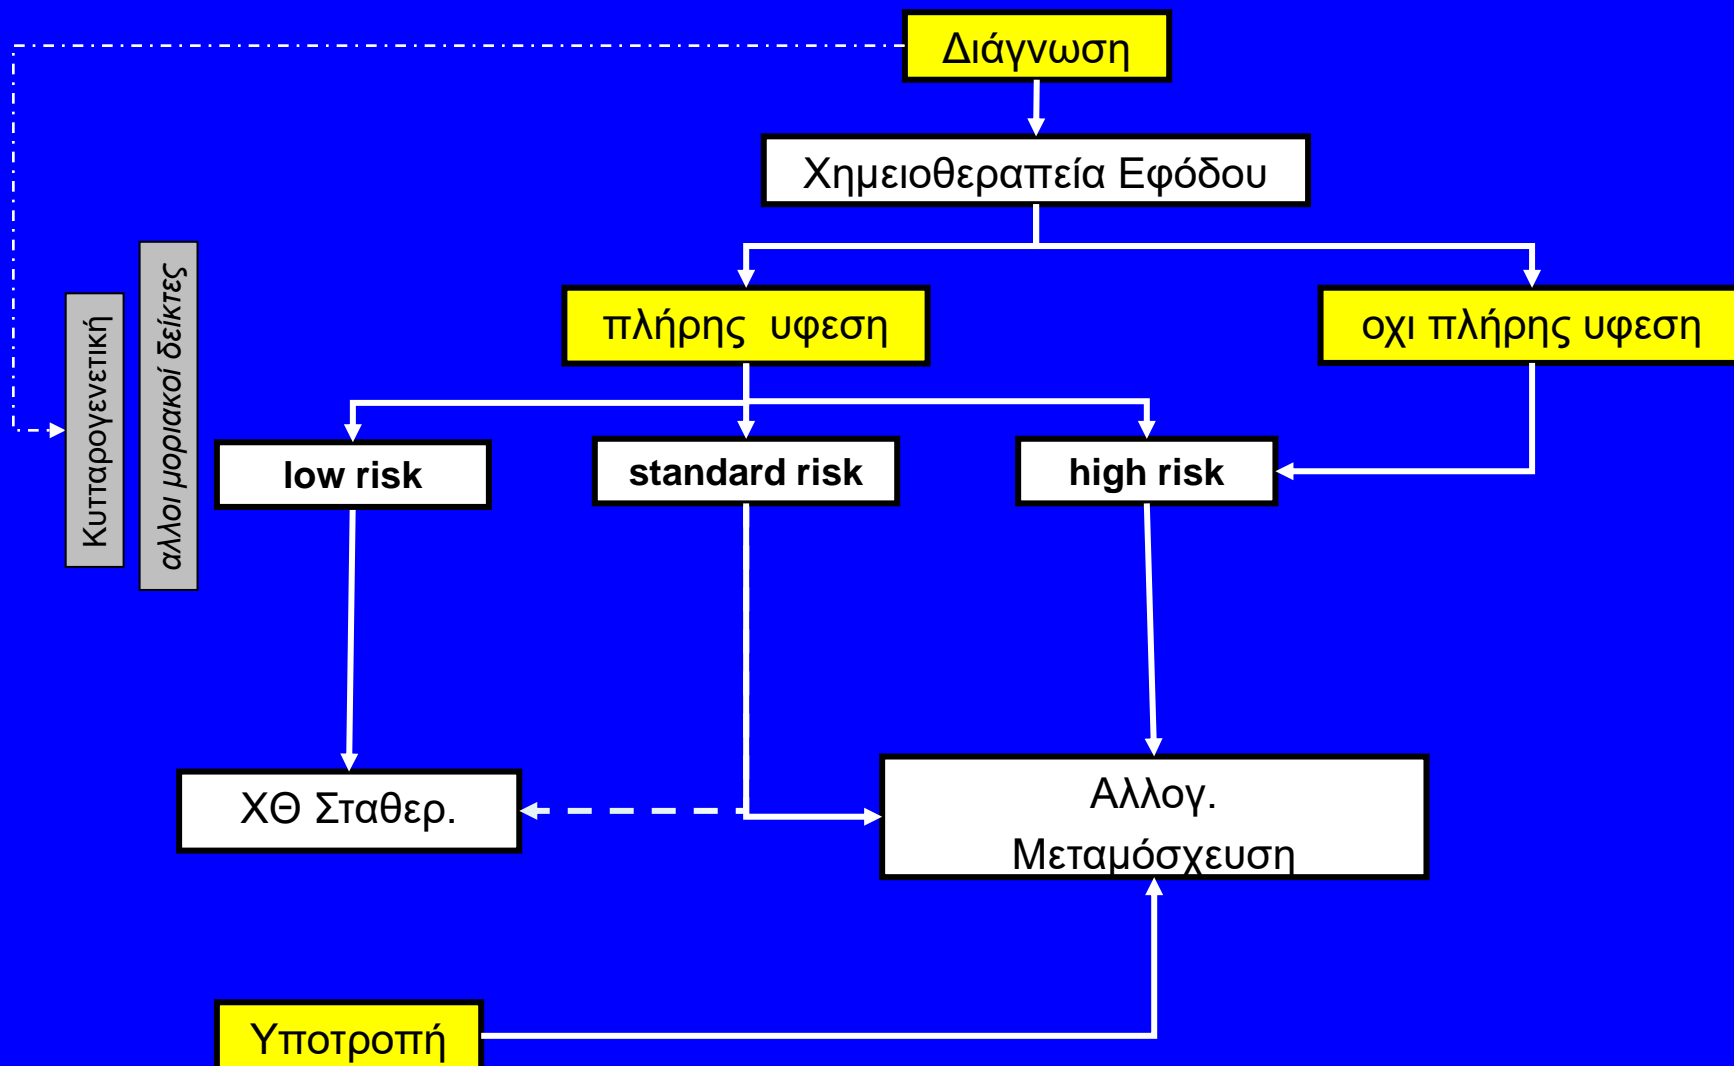 Διάγνωση
Χημειοθεραπεία Εφόδου
πλήρης υφεση
οχι πλήρης υφεση
Κυτταρογενετική
αλλοι μοριακοί δείκτες
low risk
standard risk
high risk
ΧΘ Σταθερ.
Αλλογ.
Μεταμόσχευση
Υποτροπή